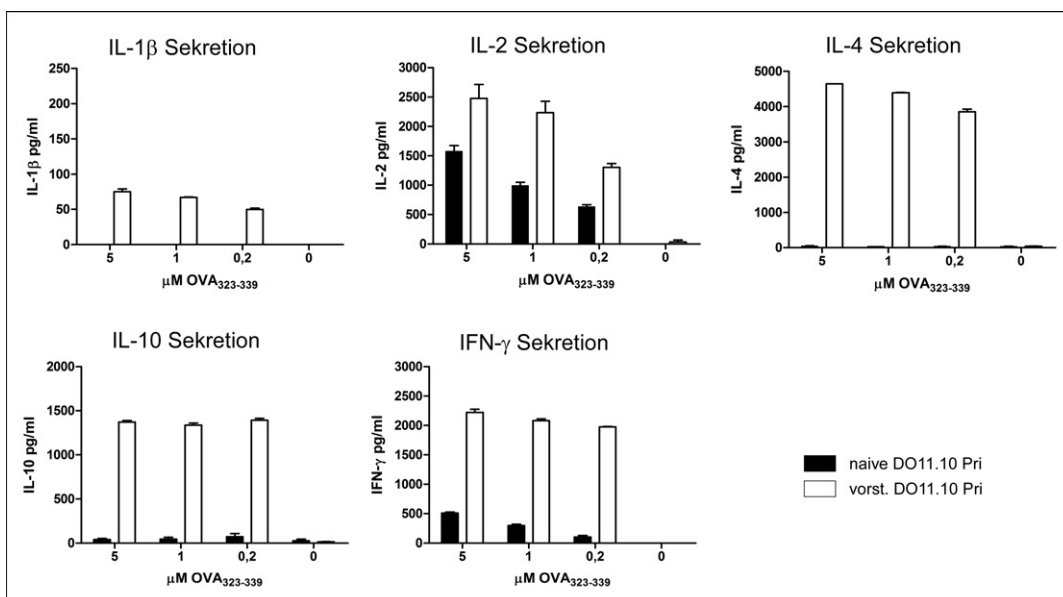 IL-1β Sekretion
IL-1β pg/ml
250
200
150
100
50
0
5 1 0,2 0
μM OVA323-339
IL-2 Sekretion
IL-2 pg/ml
3000
2500
2000
1500
1000
500
0
5 1 0,2 0
μM OVA323-339
IL-4 Sekretion
IL-4 pg/ml
5000
4000
3000
2000
1000
0
5 1 0,2 0
μM OVA323-339
IL-10 Sekretion
IL-10 pg/ml
2000
1500
1000
500
0
5 1 0,2 0
μM OVA323-339
IFN-γ Sekretion
IFN-γ pg/ml
3000
2500
2000
1500
1000
500
0
5 1 0,2 0
μM OVA323-339
naive DO11.10 Pri
vorst. DO11.10 Pri